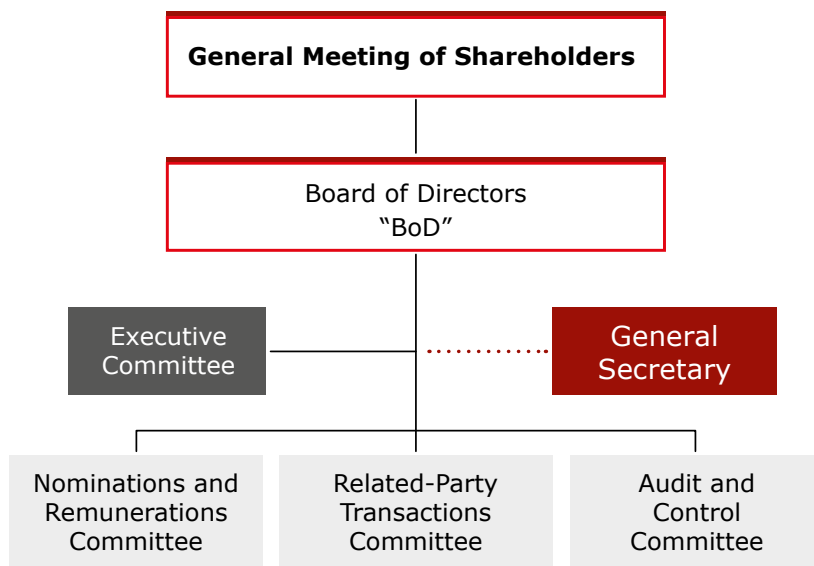 General Meeting of Shareholders
Board of Directors
“BoD”
Executive
Committee
General
Secretary
Nominations and
Remunerations
Committee
Related-Party
Transactions
Committee
Audit and
Control
Committee